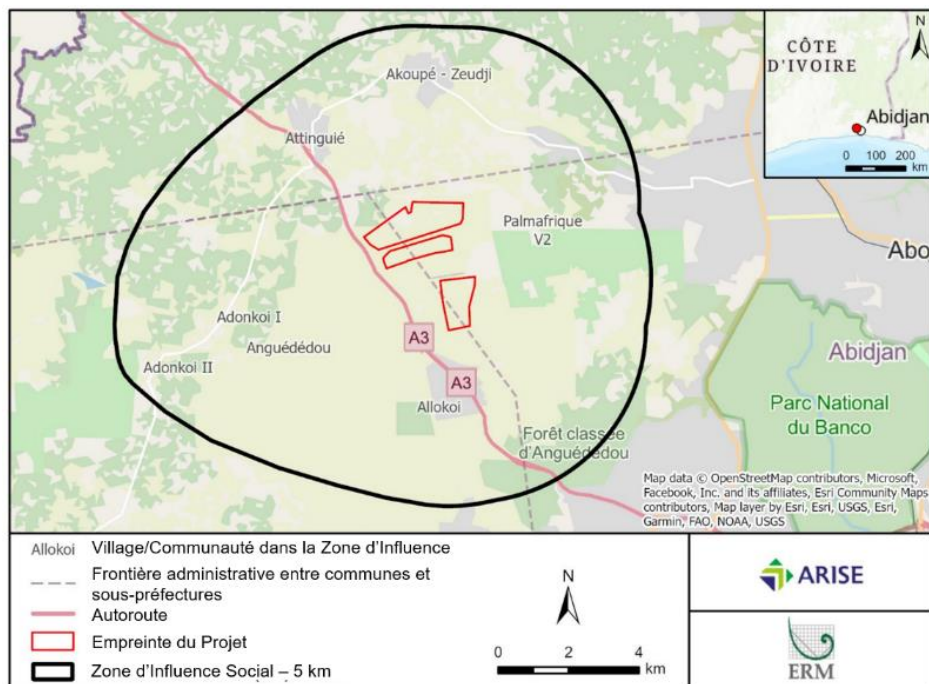 N
CÔTE
D'IVOIRE
Abidjan
0 100 200
km
Akoupé - Zeudji
Attinguié
Palmafrique
V2
Adonkoi I
Anguédédou
Adonkoi II
A3
A3
Allokoi
Forêt classée
d'Anguédédou
Abo
Abidjan
Parc National
du Banco
Map data © OpenStreetMap contributors, Microsoft,
Facebook, Inc. and its affiliates, Esri Community Maps
contributors, Map layer by Esri, Esri, USGS, Esri,
Garmin, FAO, NOAA, USGS
Allokoi Village/Communauté dans la Zone d'Influence
Frontière administrative entre communes et
sous-préfectures
Autoroute
Empreinte du Projet
Zone d'Influence Social – 5 km
N
0 1 2 4
km
ARISE
ERM